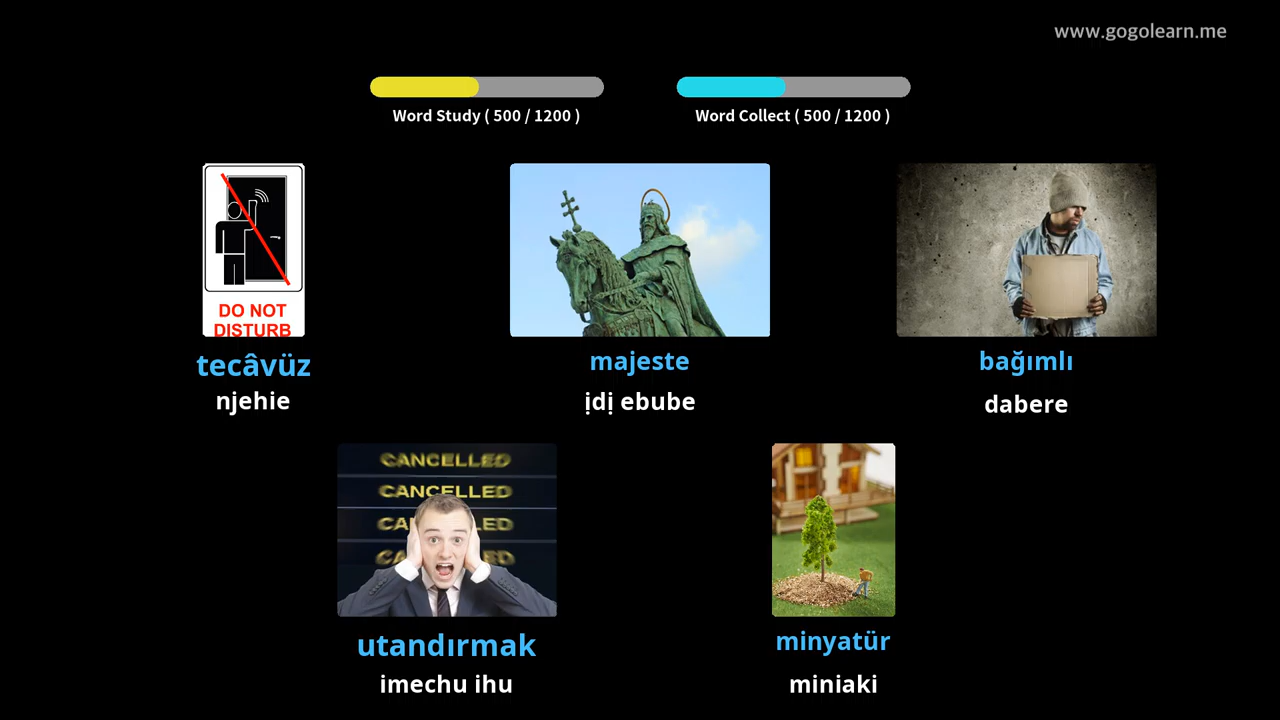 www.gogolearn.me
Word Study ( 500 / 1200 )
Word Collect ( 500 / 1200 )
DO NOT
DISTURB
tecâvüz
njehie
majeste
ịdị ebube
bağımlı
dabere
CANCELLED
CANCELLED
utandırmak
imechu ihu
minyatür
miniaki